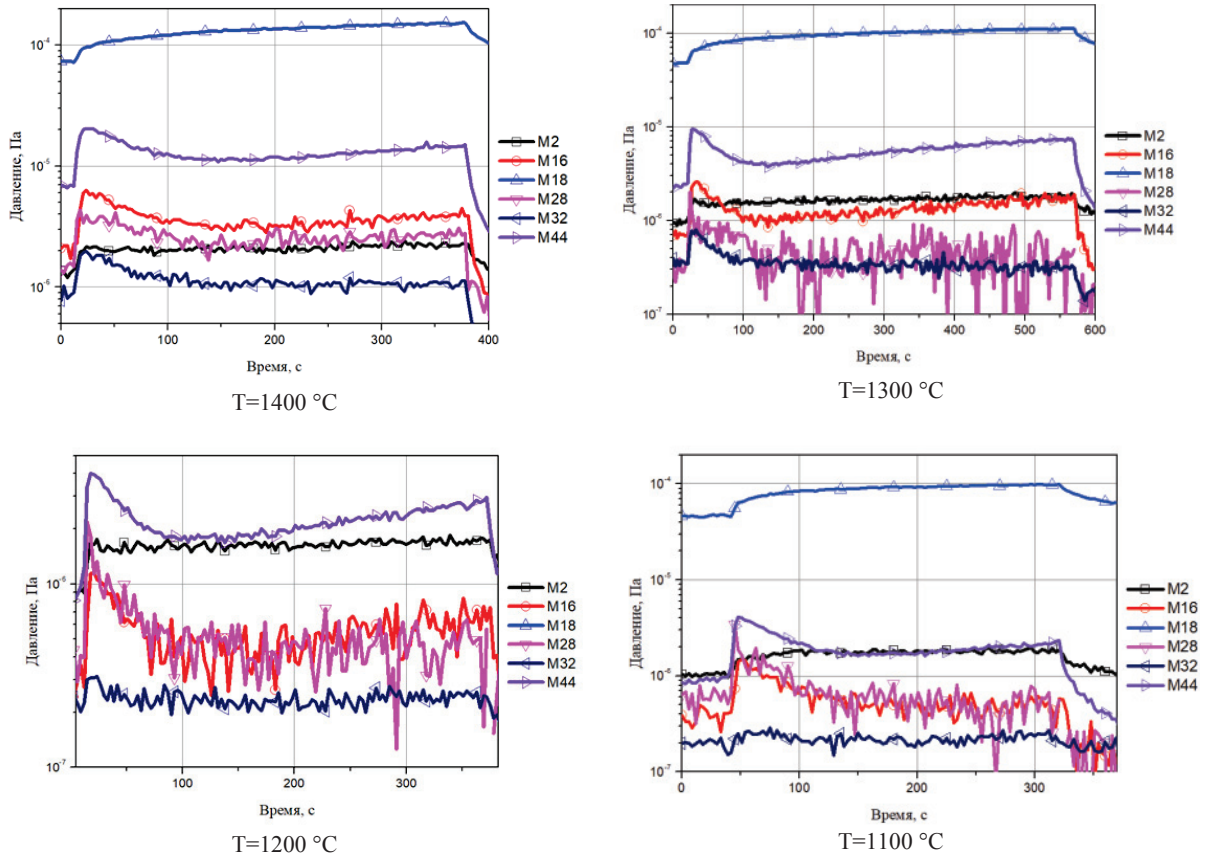 10⁻⁴
10⁻⁵
10⁻⁶
Давление, Па
0 100 200 300 400
Время, с
M2
M16
M18
M28
M32
M44
T=1400 °C
10⁻⁴
10⁻⁵
10⁻⁶
10⁻⁷
Давление, Па
0 100 200 300 400 500 600
Время, с
M2
M16
M18
M28
M32
M44
T=1300 °C
10⁻⁶
10⁻⁷
Давление, Па
100 200 300
Время, с
M2
M16
M18
M28
M32
M44
T=1200 °C
10⁻⁴
10⁻⁵
10⁻⁶
10⁻⁷
Давление, Па
0 100 200 300
Время, с
M2
M16
M18
M28
M32
M44
T=1100 °C